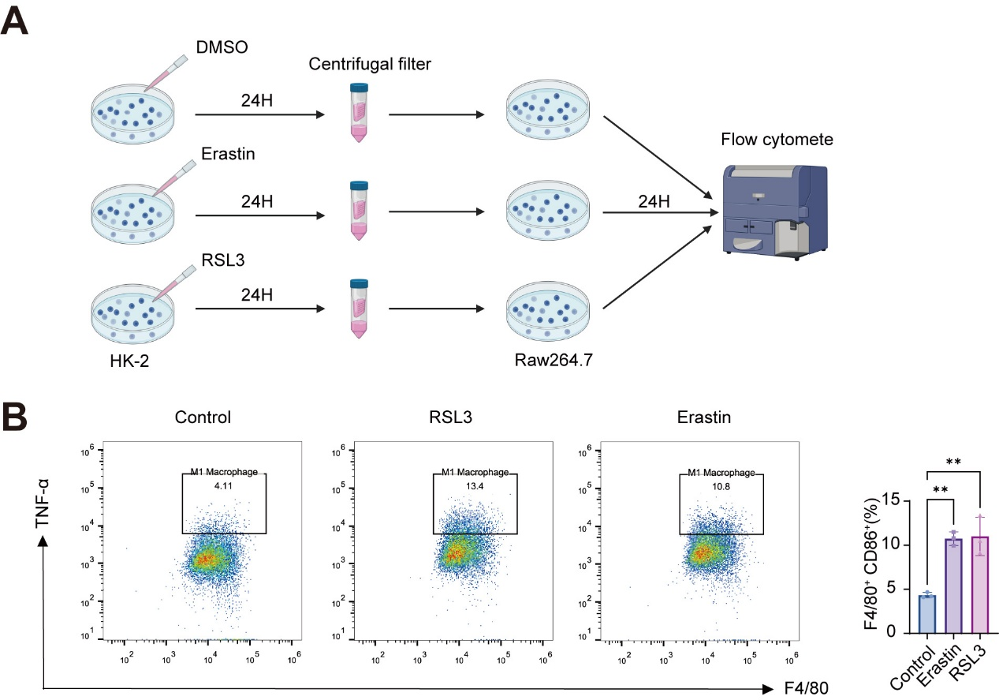 A
DMSO
Centrifugal filter
24H
Erastin
Flow cytomete
24H
24H
RSL3
24H
HK-2
Raw264.7
B
Control
RSL3
Erastin
TNF-α
10⁶
10⁵
10⁴
10³
10²
10¹
M1 Macrophage
4.11
10² 10³ 10⁴ 10⁵ 10⁶
10⁶
10⁵
10⁴
10³
10²
10¹
M1 Macrophage
13.4
10² 10³ 10⁴ 10⁵ 10⁶
10⁶
10⁵
10⁴
10³
10²
10¹
M1 Macrophage
10.8
10² 10³ 10⁴ 10⁵ 10⁶
F4/80
F4/80⁺ CD86⁺(%)
15
10
5
0
**
**
Control
Erastin
RSL3